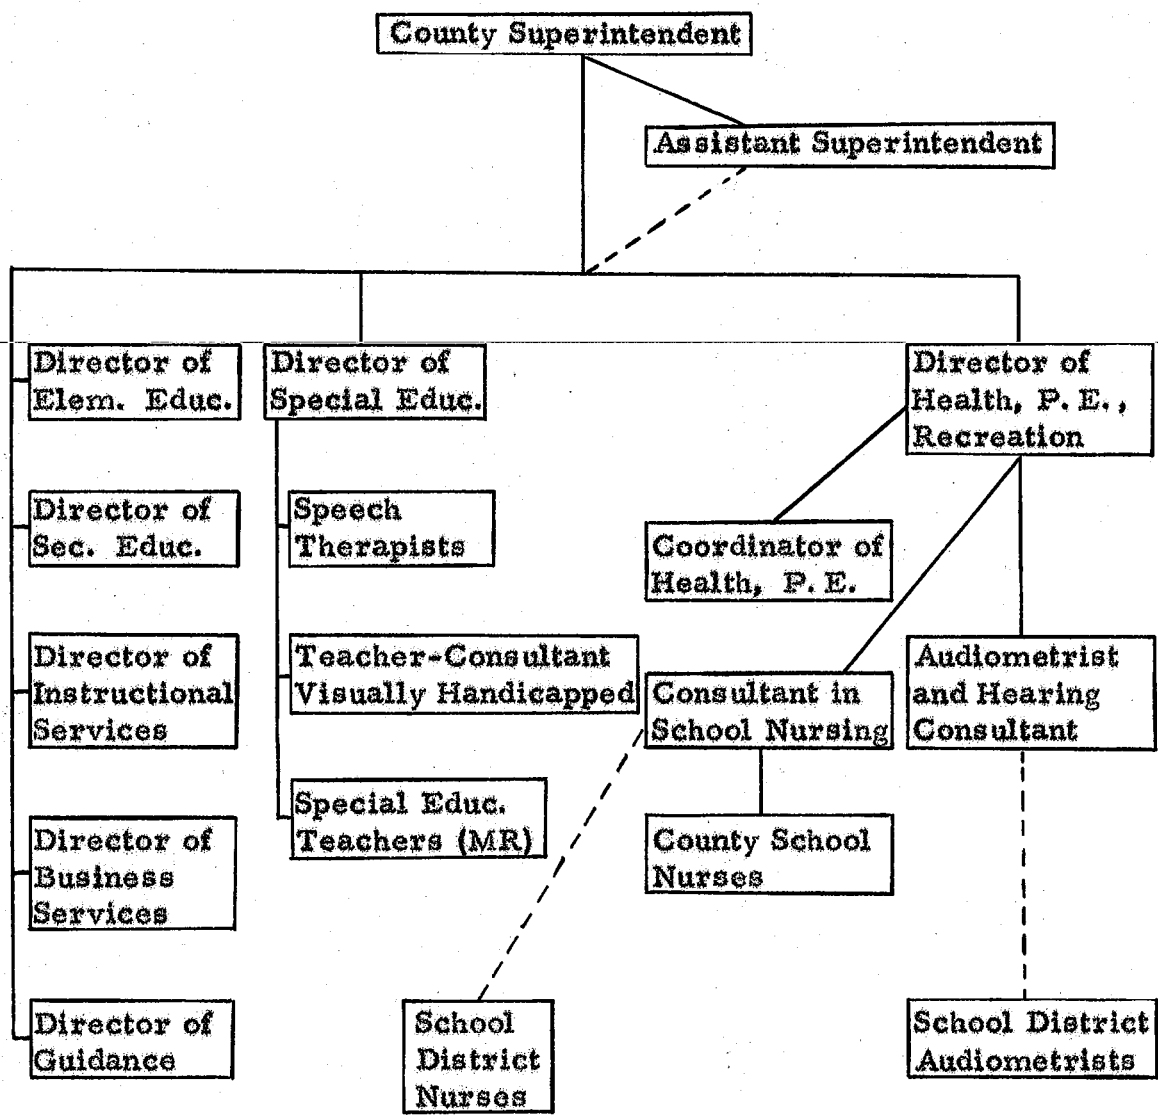 County Superintendent
Assistant Superintendent
Director of
Elem. Educ.
Director of
Special Educ.
Director of
Health, P. E.,
Recreation
Director of
Sec. Educ.
Speech
Therapists
Coordinator of
Health, P. E.
Director of
Instructional
Services
Teacher-Consultant
Visually Handicapped
Consultant in
School Nursing
Audiometrist
and Hearing
Consultant
Special Educ.
Teachers (MR)
Director of
Business
Services
County School
Nurses
Director of
Guidance
School
District
Nurses
School District
Audiometrists